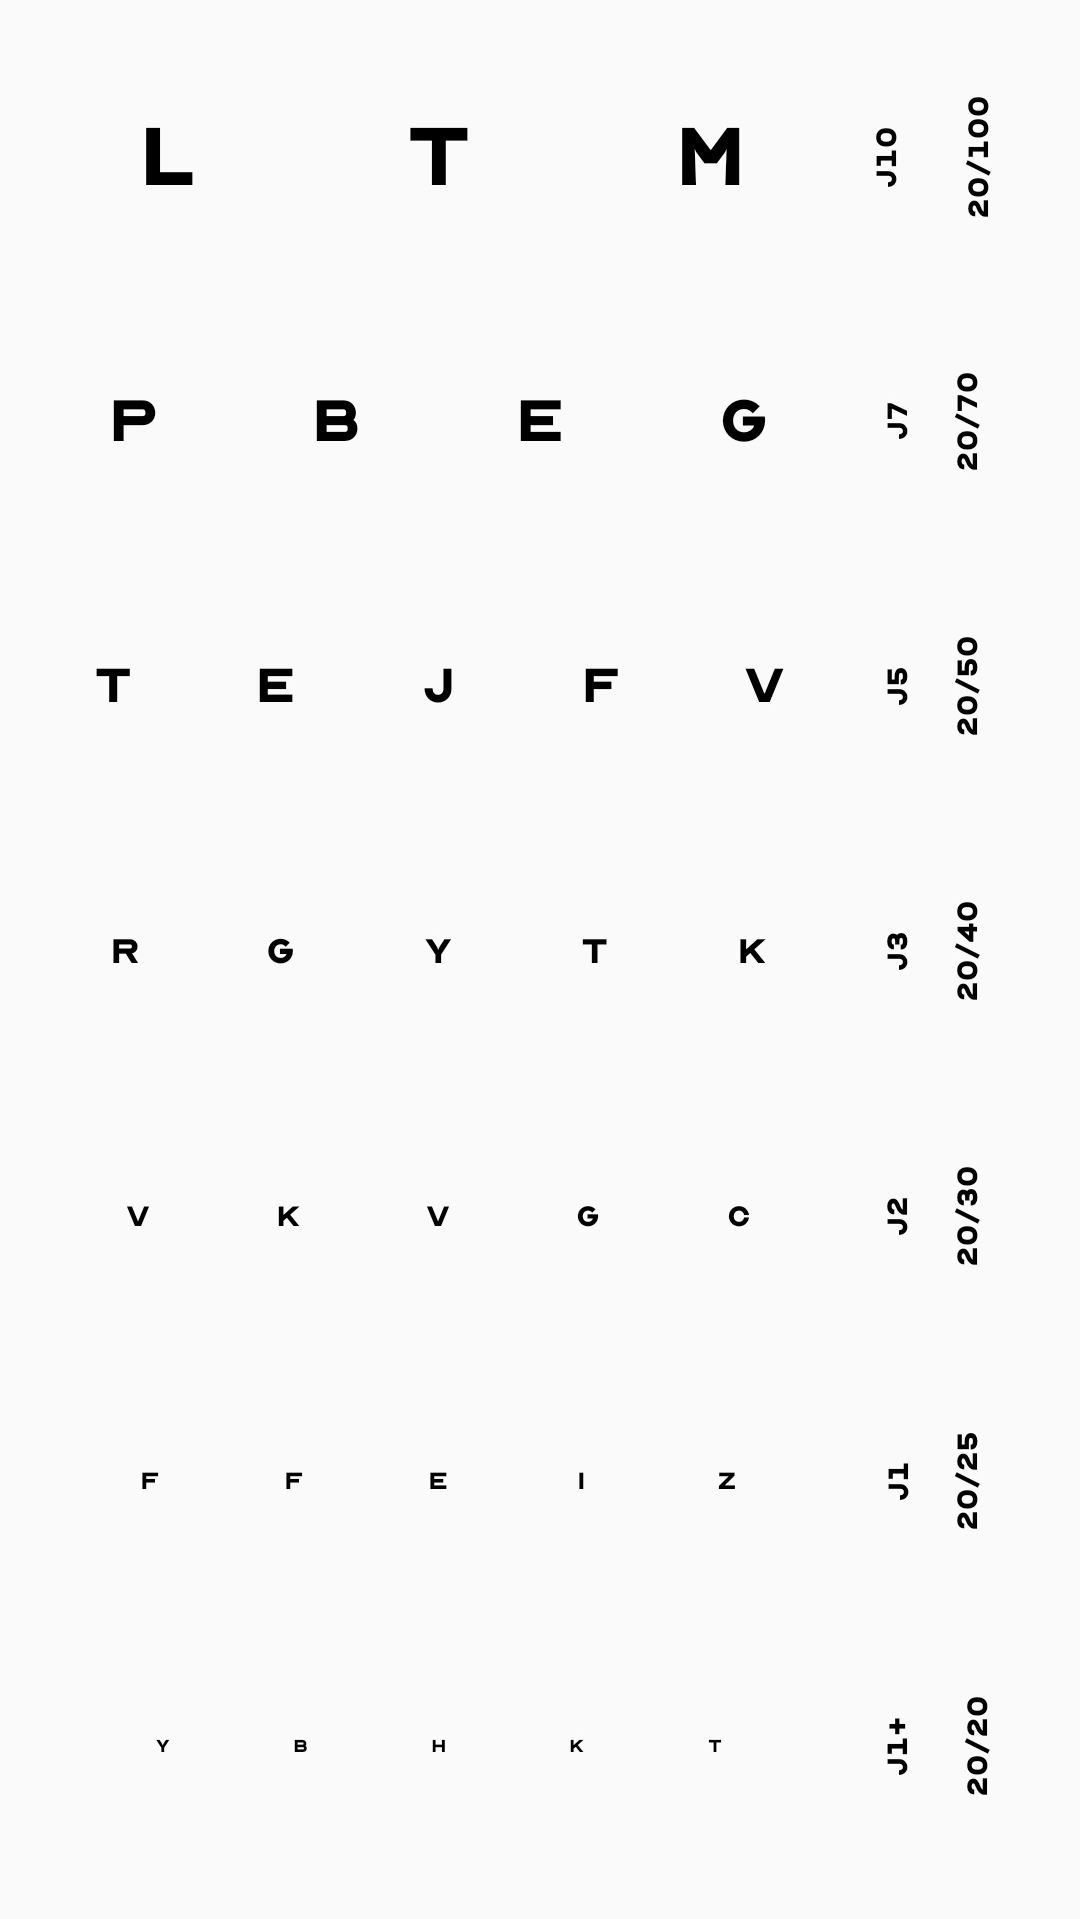 L T M J10 20/100
P B E G J7 20/70
T E J F V J5 20/50
R G Y T K J3 20/40
V K V G C J2 20/30
F F E I Z J1 20/25
Y B H K T J1+ 20/20